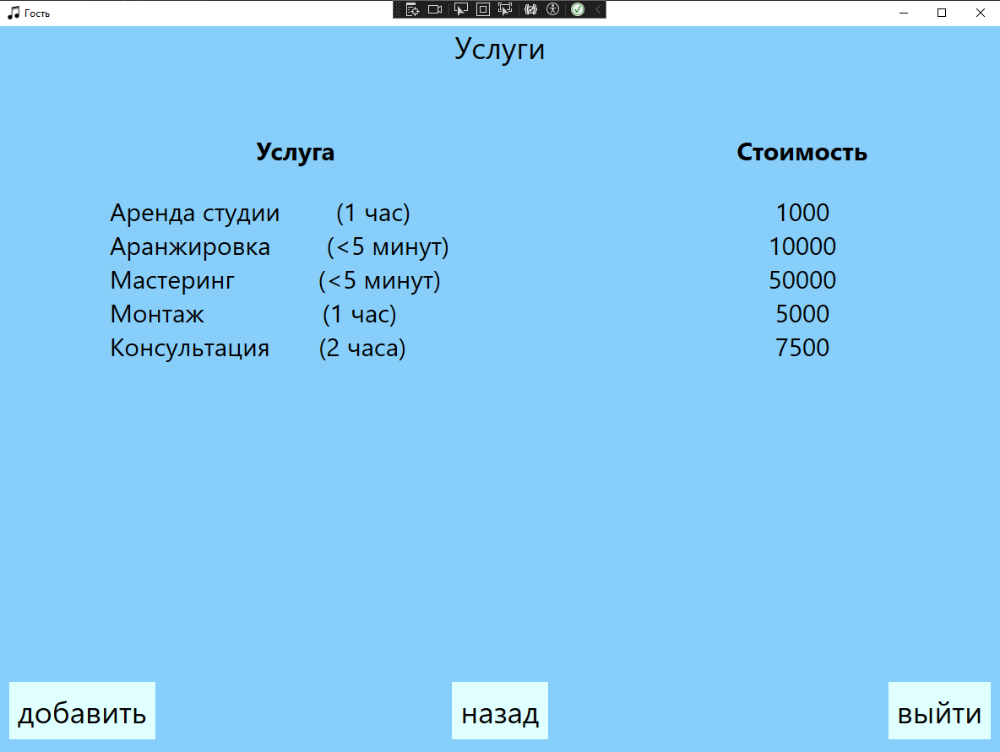 Гость
Услуги
Услуга Стоимость
Аренда студии (1 час) 1000
Аранжировка (<5 минут) 10000
Мастеринг (<5 минут) 50000
Монтаж (1 час) 5000
Консультация (2 часа) 7500
добавить назад выйти